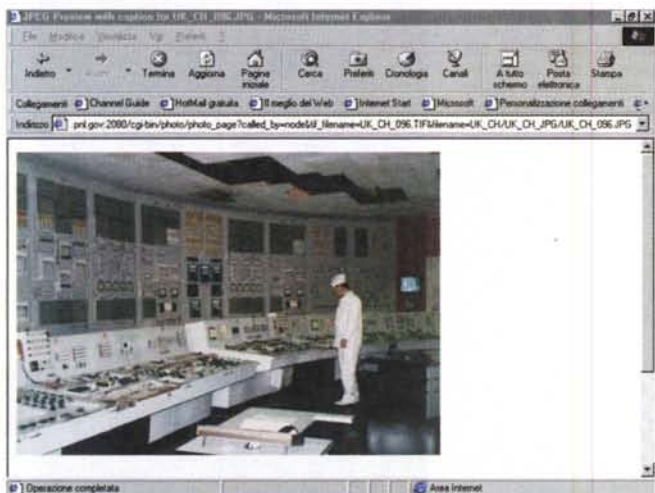 JPEG Preview with caption for UK_CH_096.JPG - Microsoft Internet Explorer
File Modifica Visualizza Vai Preferiti ?
Indietro Avanti Termina Aggiorna Pagina iniziale Cerca Preferiti Cronologia Canali A tutto schermo Posta elettronica Stampa
Collegamenti Channel Guide HotMail gratuita Il meglio del Web Internet Start Microsoft Personalizzazione collegamenti
Indirizzo pnl.gov:2080/cgi-bin/photo/photo_page?called_by=node&tif_filename=UK_CH_096.TIF&filename=UK_CH/UK_CH_JPG/UK_CH_096.JPG
Operazione completata Area Internet